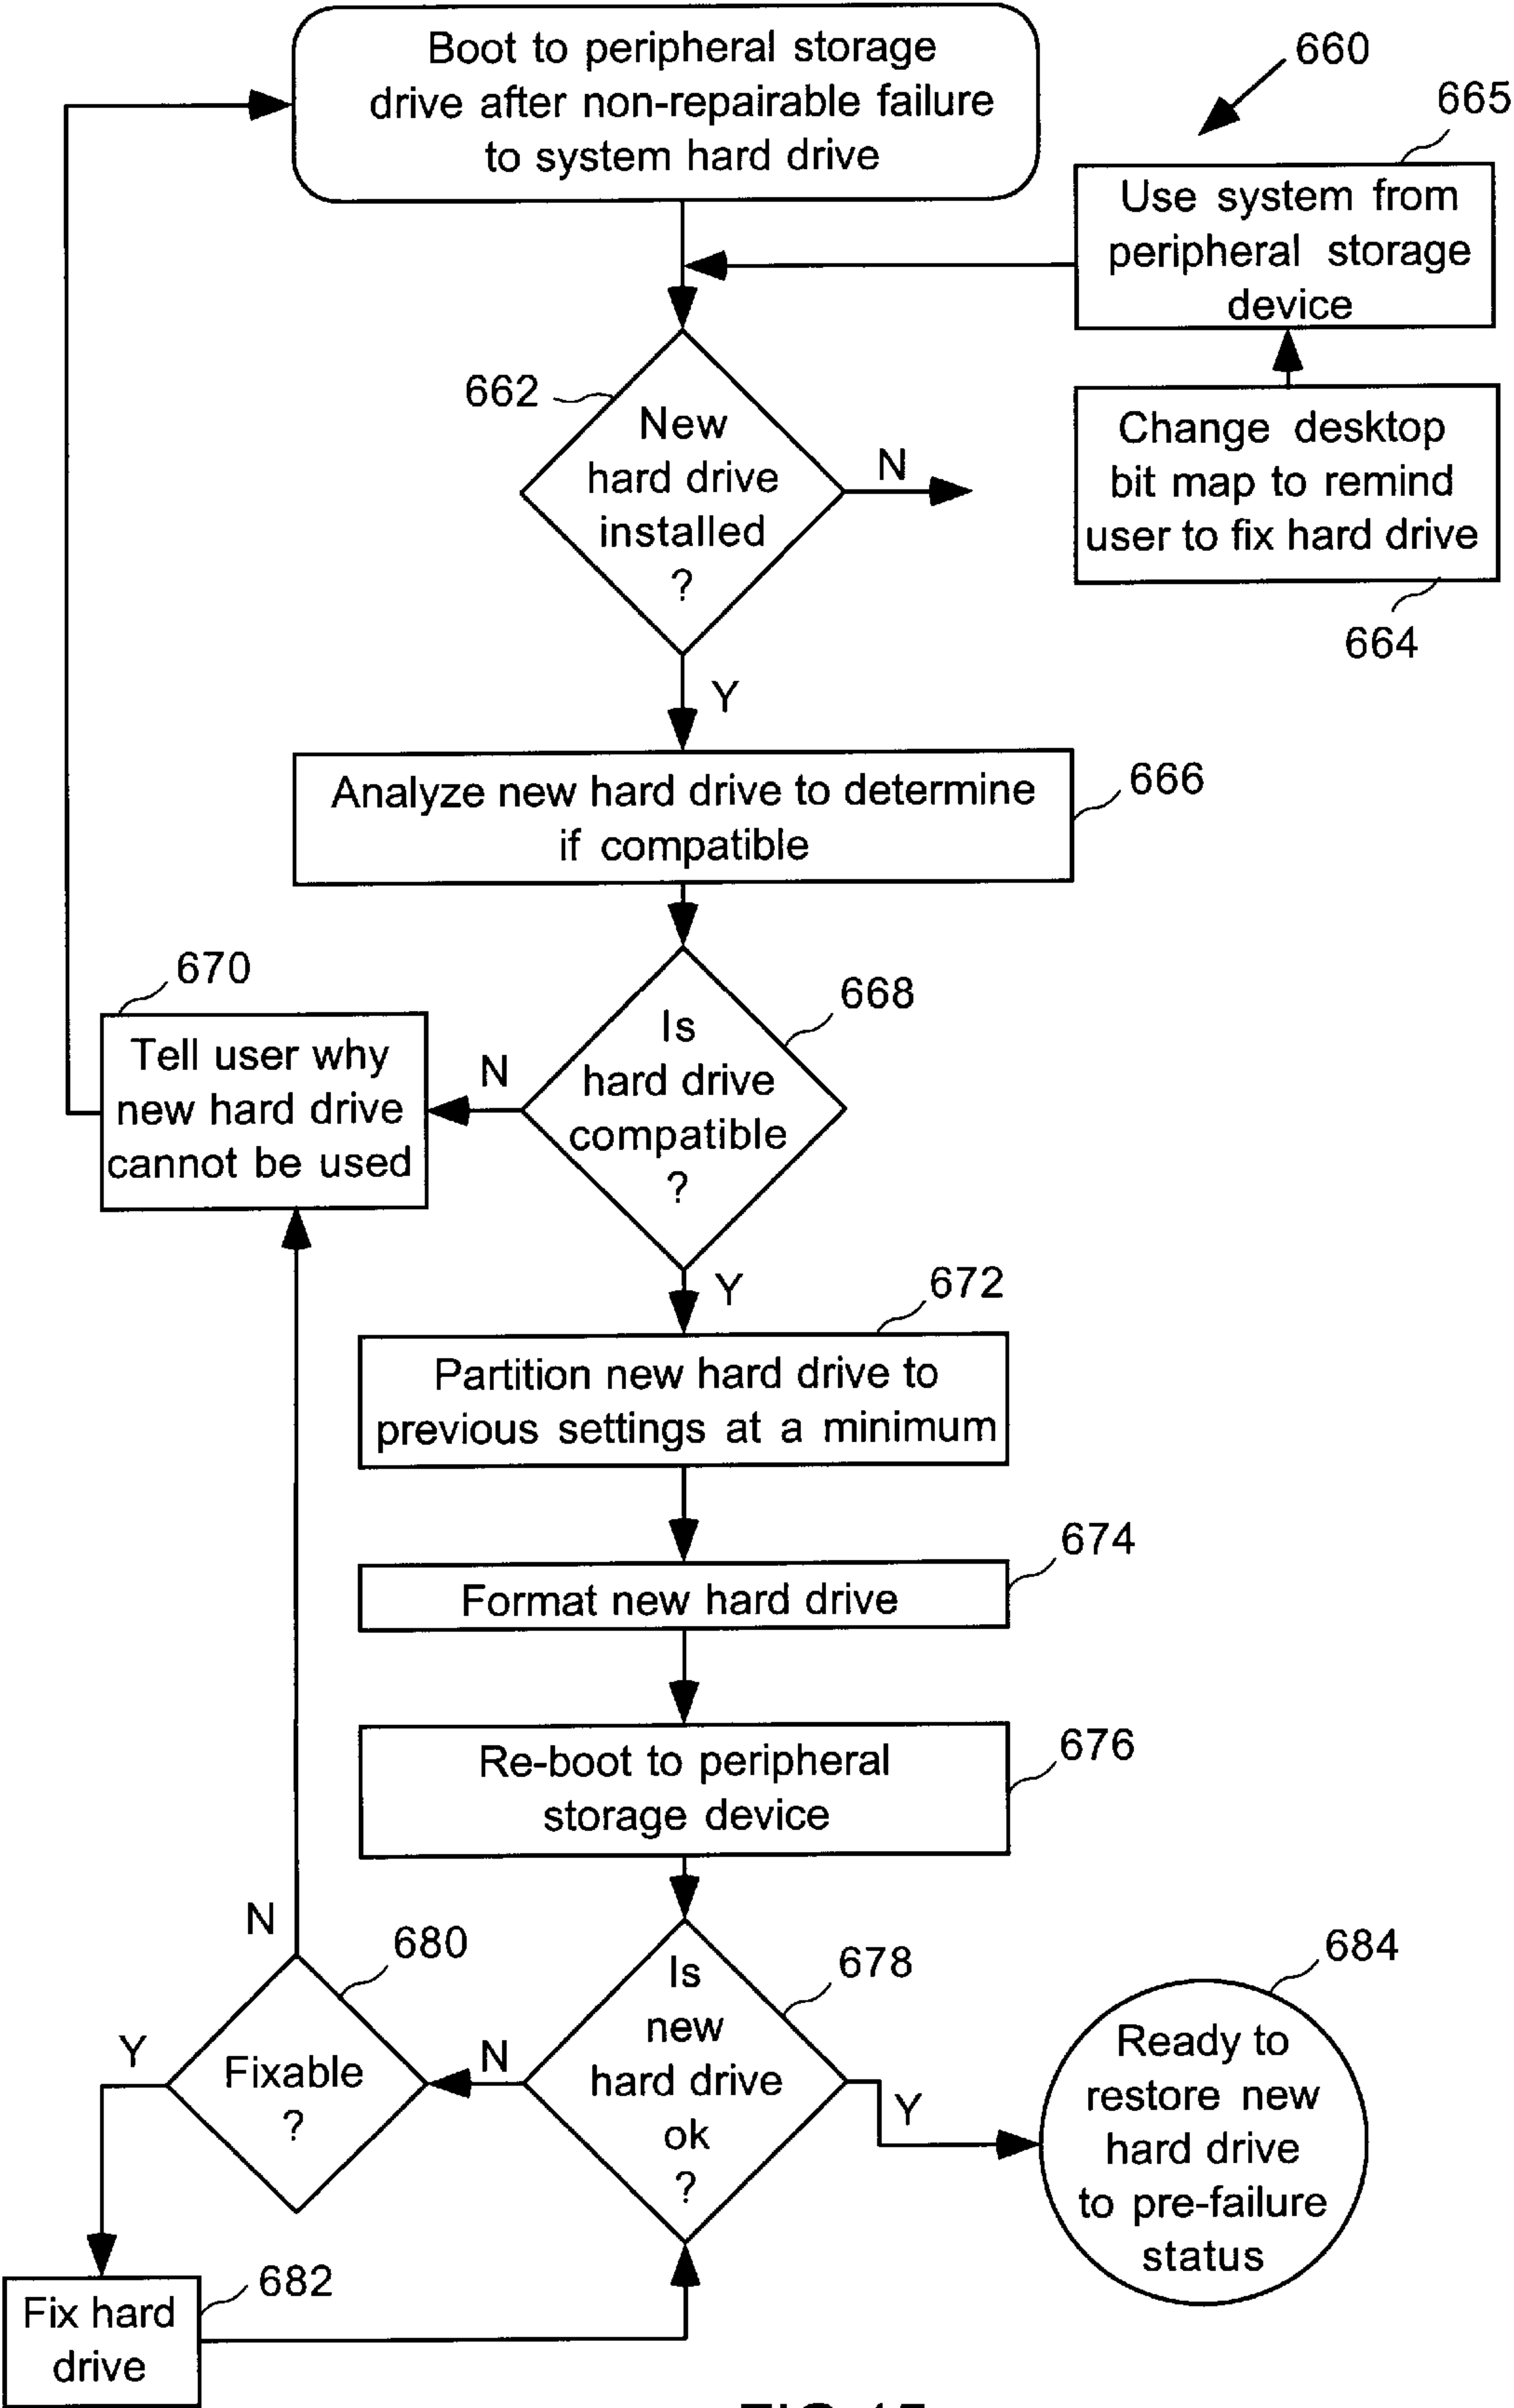 Boot to peripheral storage
drive after non-repairable failure
to system hard drive
660
665
Use system from
peripheral storage
device
662
New
hard drive
installed
?
N
Change desktop
bit map to remind
user to fix hard drive
664
Y
Analyze new hard drive to determine
if compatible
666
670
Tell user why
new hard drive
cannot be used
N
668
Is
hard drive
compatible
?
Y
672
Partition new hard drive to
previous settings at a minimum
674
Format new hard drive
676
Re-boot to peripheral
storage device
N
680
Y
Fixable
?
N
678
Is
new
hard drive
ok
?
Y
684
Ready to
restore new
hard drive
to pre-failure
status
682
Fix hard
drive